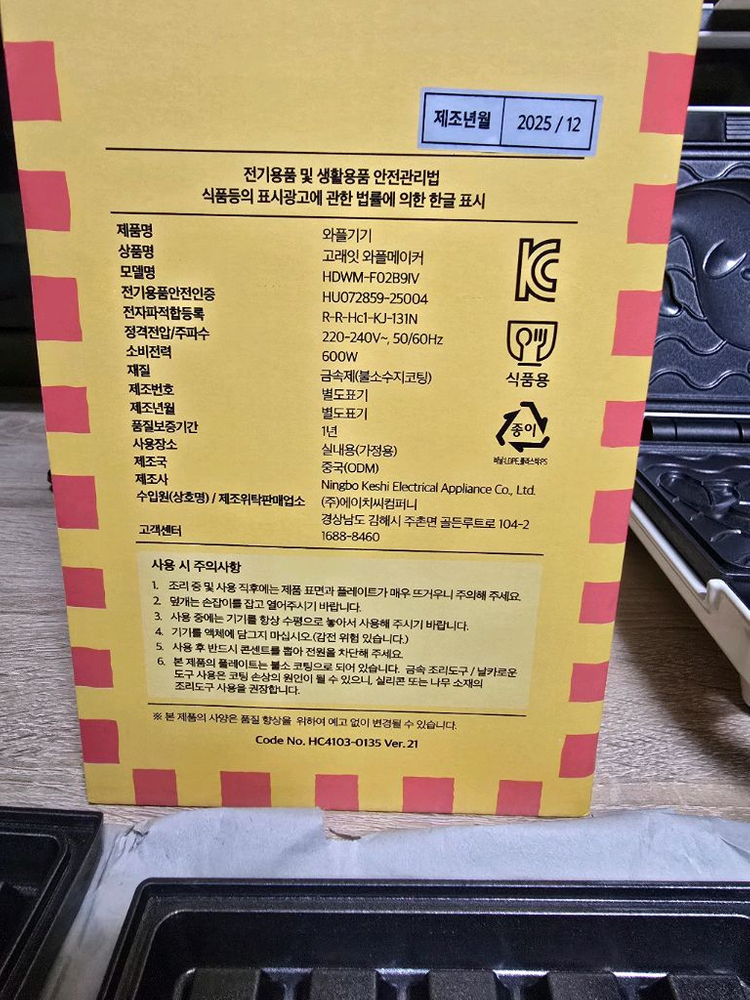 제조년월 2025 / 12
전기용품 및 생활용품 안전관리법
식품등의 표시광고에 관한 법률에 의한 한글 표시
제품명 와플기기
상품명 고래잇 와플메이커
모델명 HDWM-F02B9IV
전기용품안전인증 HU072859-25004
전자파적합등록 R-R-Hc1-KJ-131N
정격전압/주파수 220-240V~, 50/60Hz
소비전력 600W
재질 금속제(불소수지코팅)
제조번호 별도표기
제조년월 별도표기
품질보증기간 1년
사용장소 실내용(가정용)
제조국 중국(ODM)
제조사 Ningbo Keshi Electrical Appliance Co., Ltd.
수입원(상호명) / 제조위탁판매업소 (주)에이치씨컴퍼니
경상남도 김해시 주촌면 골든루트로 104-2
고객센터 1688-8460
식품용
종이
사용 시 주의사항
1. 조리 중 및 사용 직후에는 제품 표면과 플레이트가 매우 뜨거우니 주의해 주세요.
2. 덮개는 손잡이를 잡고 열어주시기 바랍니다.
3. 사용 중에는 기기를 항상 수평으로 놓아서 사용해 주시기 바랍니다.
4. 기기를 액체에 담그지 마십시오.(감전 위험 있습니다.)
5. 사용 후 반드시 콘센트를 뽑아 전원을 차단해 주세요.
6. 본 제품의 플레이트는 불소 코팅으로 되어 있습니다. 금속 조리도구 / 날카로운
도구 사용은 코팅 손상의 원인이 될 수 있으니, 실리콘 또는 나무 소재의
조리도구 사용을 권장합니다.
※ 본 제품의 사양은 품질 향상을 위하여 예고 없이 변경될 수 있습니다.
Code No. HC4103-0135 Ver.21